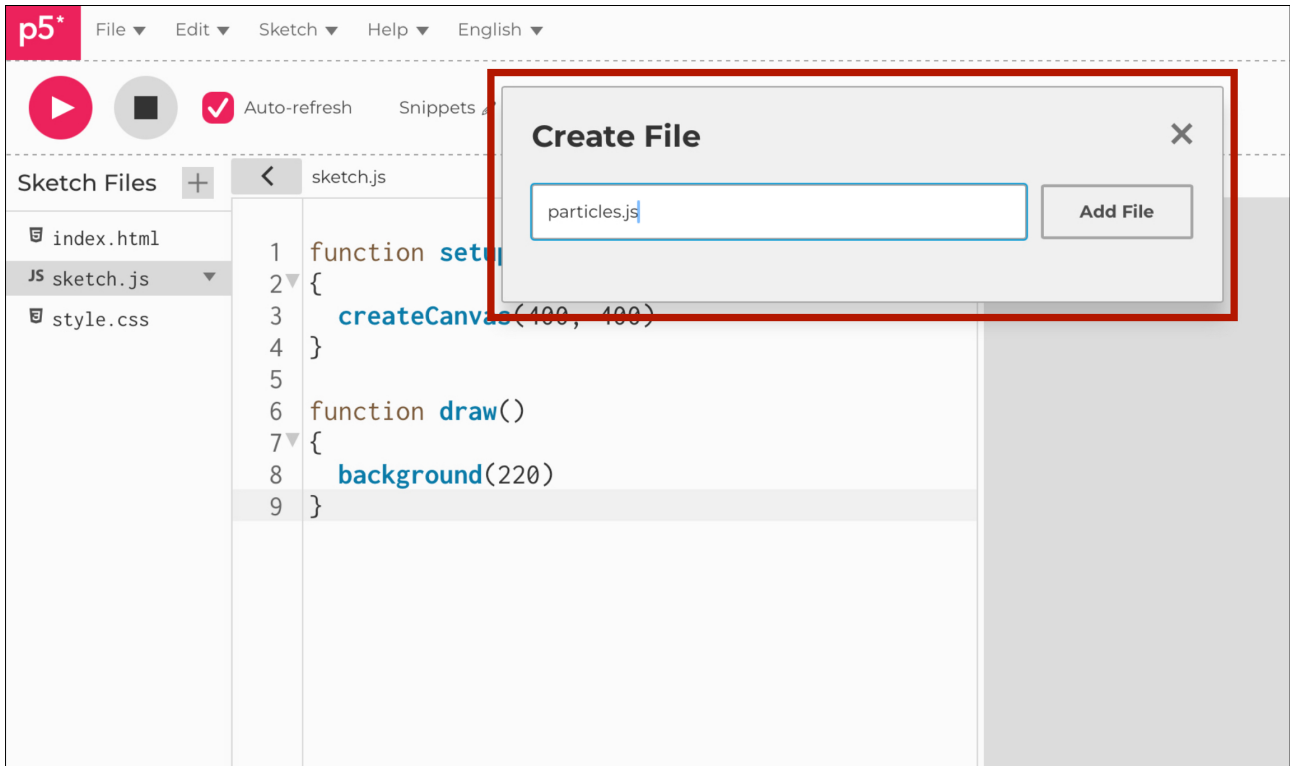 p5* File Edit Sketch Help English
Auto-refresh Snippets
Create File
particles.js Add File
Sketch Files + sketch.js
index.html
JS sketch.js
style.css
1 function setup
2 {
3 createCanvas(400, 400)
4 }
5
6 function draw()
7 {
8 background(220)
9 }